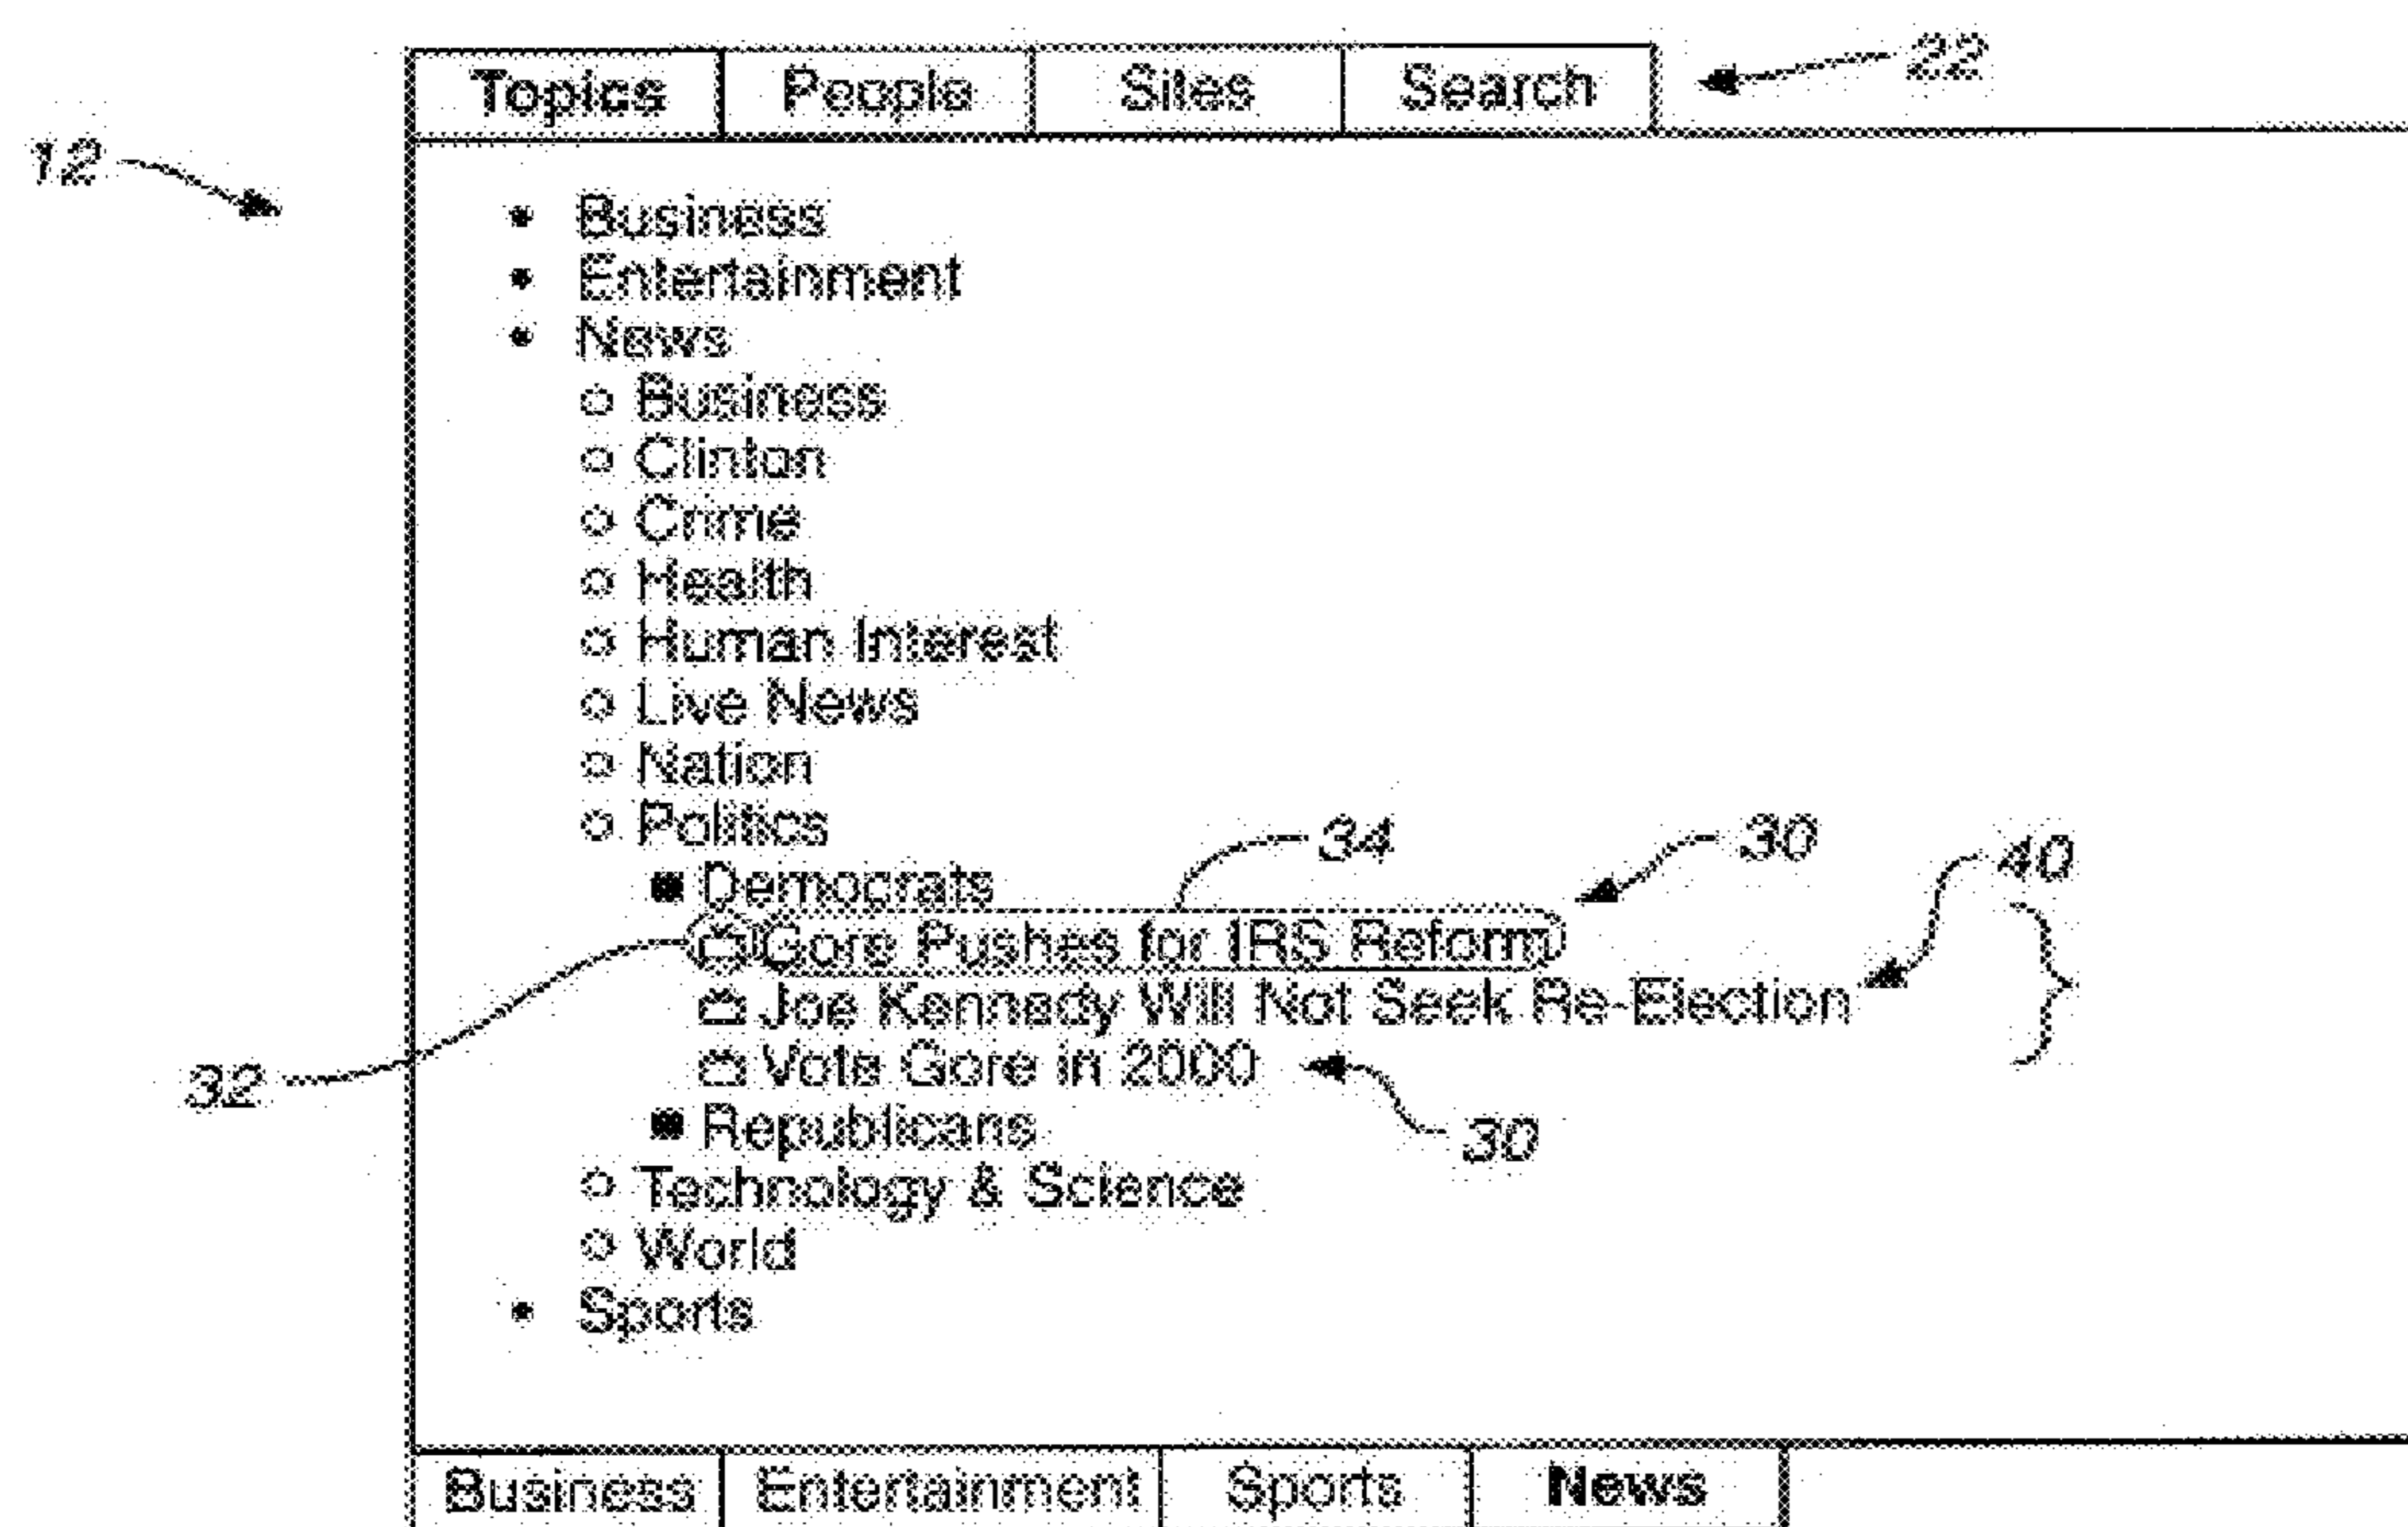 Topics People Sites Search 22
12
• Business
• Entertainment
• News
○ Business
○ Clinton
○ Crime
○ Health
○ Human Interest
○ Live News
○ Nation
○ Politics
34 30 40
■ Democrats
Gore Pushes for IRS Reform
Joe Kennedy Will Not Seek Re-Election
32 Vote Gore in 2000
■ Republicans 30
○ Technology & Science
○ World
• Sports
Business Entertainment Sports News